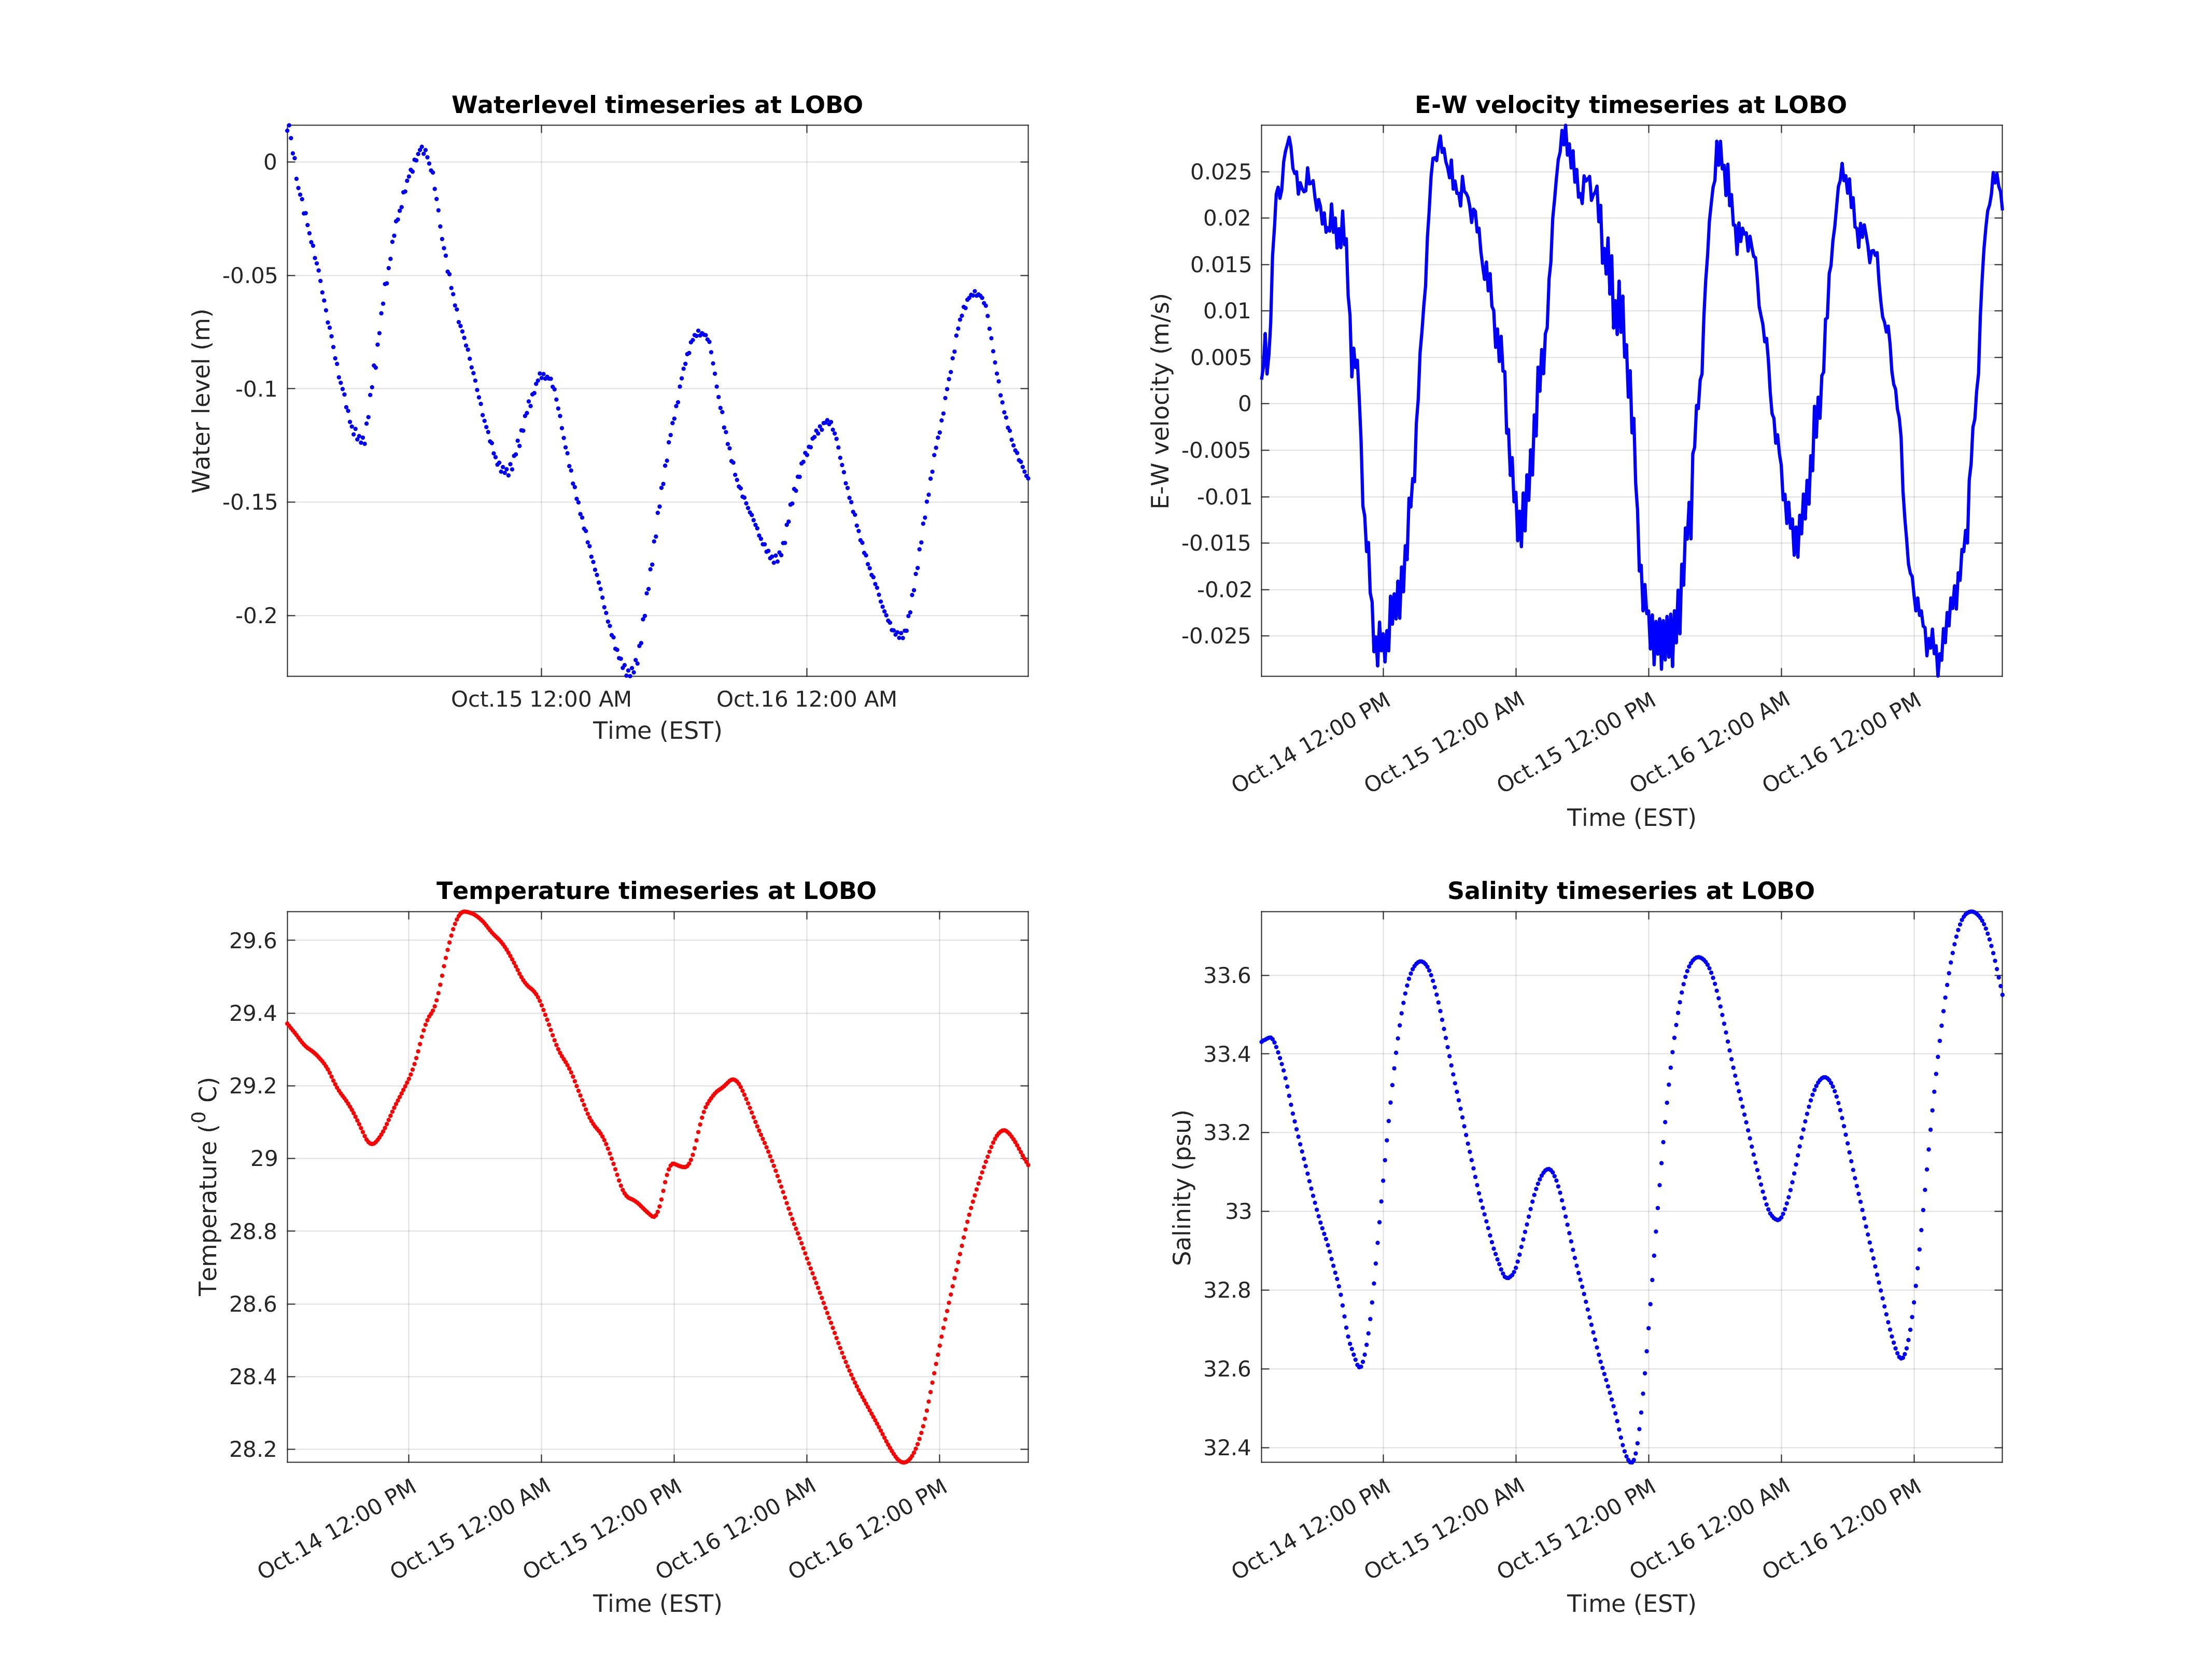 Waterlevel timeseries at LOBO
0
-0.05
-0.1
-0.15
-0.2
Water level (m)
Oct.15 12:00 AM
Oct.16 12:00 AM
Time (EST)
E-W velocity timeseries at LOBO
0.025
0.02
0.015
0.01
0.005
0
-0.005
-0.01
-0.015
-0.02
-0.025
E-W velocity (m/s)
Oct.14 12:00 PM
Oct.15 12:00 AM
Oct.15 12:00 PM
Oct.16 12:00 AM
Oct.16 12:00 PM
Time (EST)
Temperature timeseries at LOBO
29.6
29.4
29.2
29
28.8
28.6
28.4
28.2
Temperature (⁰ C)
Oct.14 12:00 PM
Oct.15 12:00 AM
Oct.15 12:00 PM
Oct.16 12:00 AM
Oct.16 12:00 PM
Time (EST)
Salinity timeseries at LOBO
33.6
33.4
33.2
33
32.8
32.6
32.4
Salinity (psu)
Oct.14 12:00 PM
Oct.15 12:00 AM
Oct.15 12:00 PM
Oct.16 12:00 AM
Oct.16 12:00 PM
Time (EST)